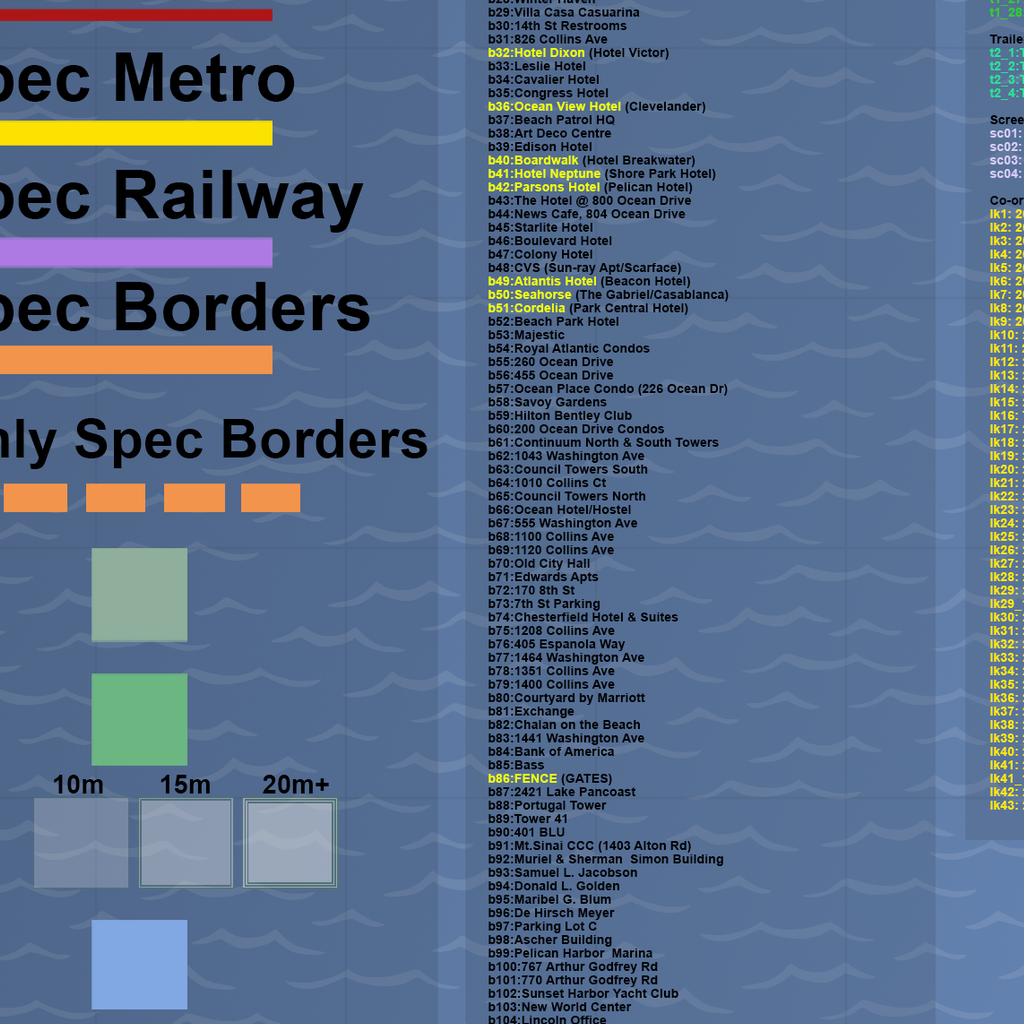 pec Metro
pec Railway
pec Borders
nly Spec Borders
10m 15m 20m+
b29:Villa Casa Casuarina
b30:14th St Restrooms
b31:826 Collins Ave
b32:Hotel Dixon (Hotel Victor)
b33:Leslie Hotel
b34:Cavalier Hotel
b35:Congress Hotel
b36:Ocean View Hotel (Clevelander)
b37:Beach Patrol HQ
b38:Art Deco Centre
b39:Edison Hotel
b40:Boardwalk (Hotel Breakwater)
b41:Hotel Neptune (Shore Park Hotel)
b42:Parsons Hotel (Pelican Hotel)
b43:The Hotel @ 800 Ocean Drive
b44:News Cafe, 804 Ocean Drive
b45:Starlite Hotel
b46:Boulevard Hotel
b47:Colony Hotel
b48:CVS (Sun-ray Apt/Scarface)
b49:Atlantis Hotel (Beacon Hotel)
b50:Seahorse (The Gabriel/Casablanca)
b51:Cordelia (Park Central Hotel)
b52:Beach Park Hotel
b53:Majestic
b54:Royal Atlantic Condos
b55:260 Ocean Drive
b56:455 Ocean Drive
b57:Ocean Place Condo (226 Ocean Dr)
b58:Savoy Gardens
b59:Hilton Bentley Club
b60:200 Ocean Drive Condos
b61:Continuum North & South Towers
b62:1043 Washington Ave
b63:Council Towers South
b64:1010 Collins Ct
b65:Council Towers North
b66:Ocean Hotel/Hostel
b67:555 Washington Ave
b68:1100 Collins Ave
b69:1120 Collins Ave
b70:Old City Hall
b71:Edwards Apts
b72:170 8th St
b73:7th St Parking
b74:Chesterfield Hotel & Suites
b75:1208 Collins Ave
b76:405 Espanola Way
b77:1464 Washington Ave
b78:1351 Collins Ave
b79:1400 Collins Ave
b80:Courtyard by Marriott
b81:Exchange
b82:Chalan on the Beach
b83:1441 Washington Ave
b84:Bank of America
b85:Bass
b86:FENCE (GATES)
b87:2421 Lake Pancoast
b88:Portugal Tower
b89:Tower 41
b90:401 BLU
b91:Mt.Sinai CCC (1403 Alton Rd)
b92:Muriel & Sherman  Simon Building
b93:Samuel L. Jacobson
b94:Donald L. Golden
b95:Maribel G. Blum
b96:De Hirsch Meyer
b97:Parking Lot C
b98:Ascher Building
b99:Pelican Harbor  Marina
b100:767 Arthur Godfrey Rd
b101:770 Arthur Godfrey Rd
b102:Sunset Harbor Yacht Club
b103:New World Center
b104:Lincoln Office
t1_28
Traile
t2_1:T
t2_2:T
t2_3:T
t2_4:T
Scree
sc01:
sc02:
sc03:
sc04:
Co-or
lk1: 20
lk2: 20
lk3: 20
lk4: 20
lk5: 20
lk6: 20
lk7: 20
lk8: 20
lk9: 20
lk10:
lk11:
lk12:
lk13:
lk14:
lk15:
lk16:
lk17:
lk18:
lk19:
lk20:
lk21:
lk22:
lk23:
lk24:
lk25:
lk26:
lk27:
lk28:
lk29:
lk29_
lk30:
lk31:
lk32:
lk33:
lk34:
lk35:
lk36:
lk37:
lk38:
lk39:
lk40:
lk41:
lk41_
lk42:
lk43: